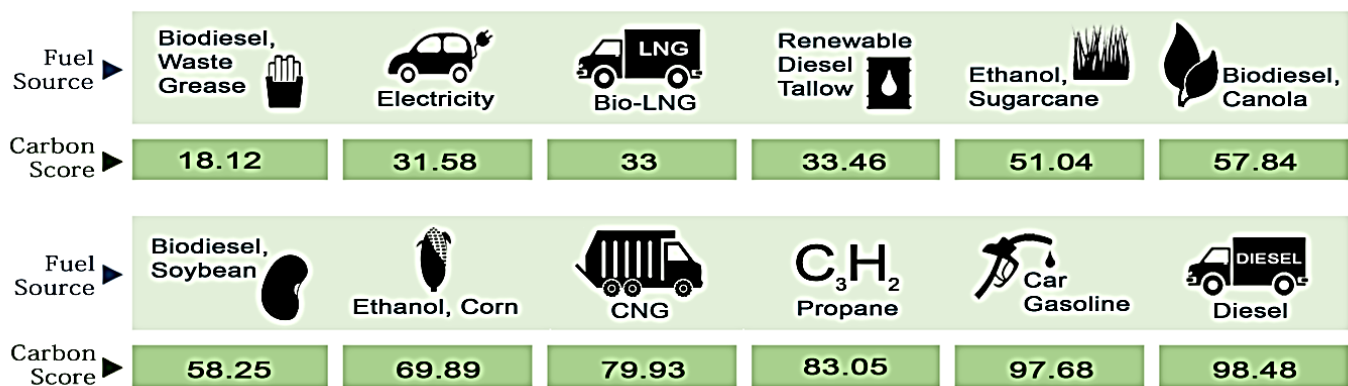 Fuel Source
Biodiesel, Waste Grease
Electricity
LNG
Bio-LNG
Renewable Diesel Tallow
Ethanol, Sugarcane
Biodiesel, Canola
Carbon Score
18.12
31.58
33
33.46
51.04
57.84
Fuel Source
Biodiesel, Soybean
Ethanol, Corn
CNG
C₃H₂
Propane
Car Gasoline
DIESEL
Diesel
Carbon Score
58.25
69.89
79.93
83.05
97.68
98.48